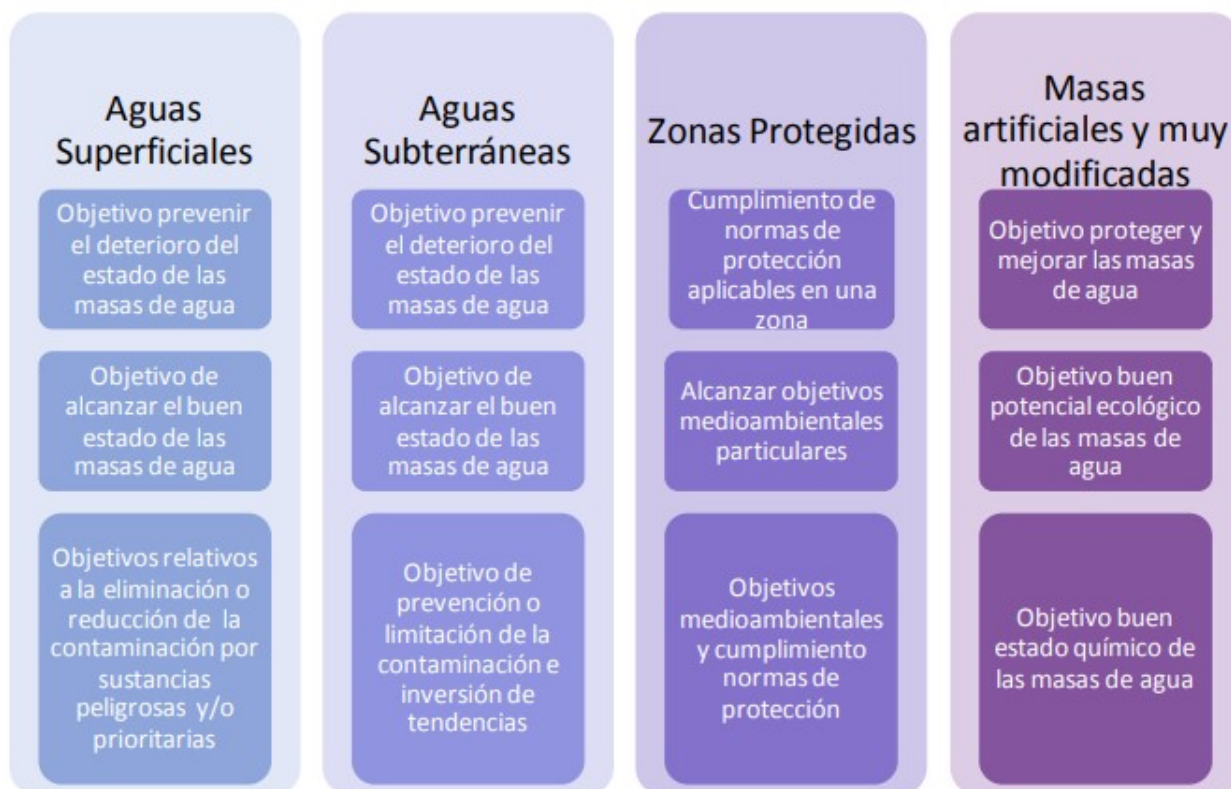 Aguas
Superficiales
Objetivo prevenir
el deterioro del
estado de las
masas de agua
Objetivo de
alcanzar el buen
estado de las
masas de agua
Objetivos relativos
a la eliminación o
reducción de la
contaminación por
sustancias
peligrosas y/o
prioritarias
Aguas
Subterráneas
Objetivo prevenir
el deterioro del
estado de las
masas de agua
Objetivo de
alcanzar el buen
estado de las
masas de agua
Objetivo de
prevención o
limitación de la
contaminación e
inversión de
tendencias
Zonas Protegidas
Cumplimiento de
normas de
protección
aplicables en una
zona
Alcanzar objetivos
medioambientales
particulares
Objetivos
medioambientales
y cumplimiento
normas de
protección
Masas
artificiales y muy
modificadas
Objetivo proteger y
mejorar las masas
de agua
Objetivo buen
potencial ecológico
de las masas de
agua
Objetivo buen
estado químico de
las masas de agua